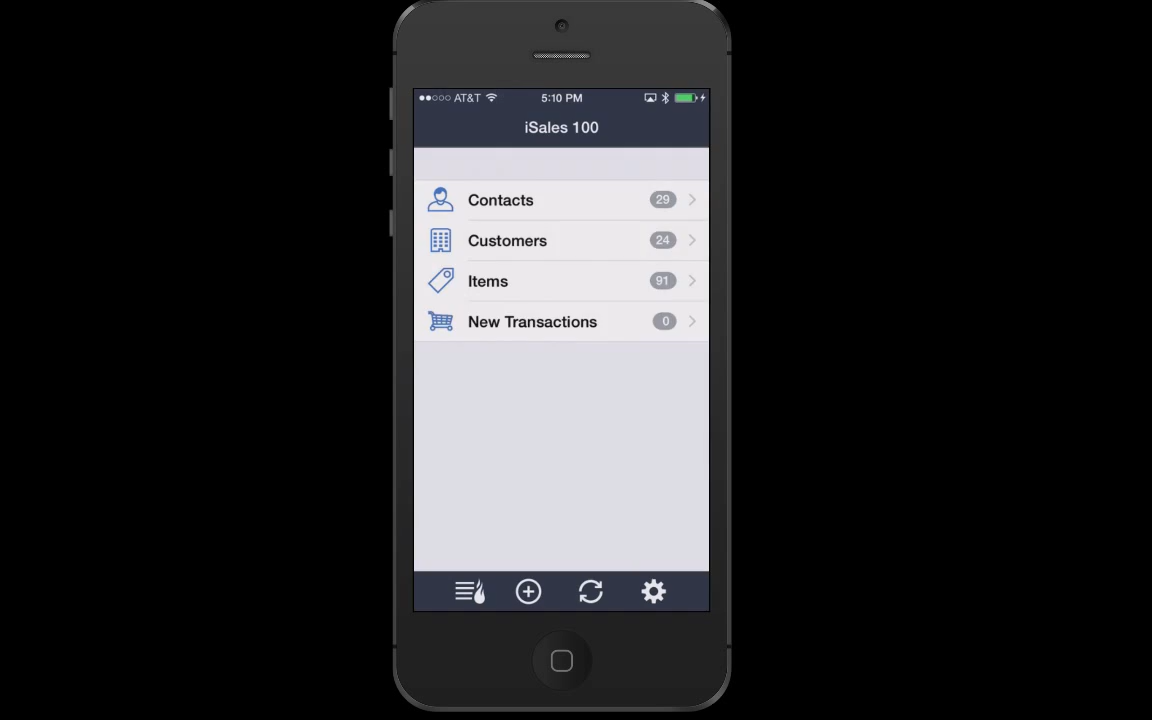 AT&T 5:10 PM
iSales 100
Contacts 29
Customers 24
Items 91
New Transactions 0